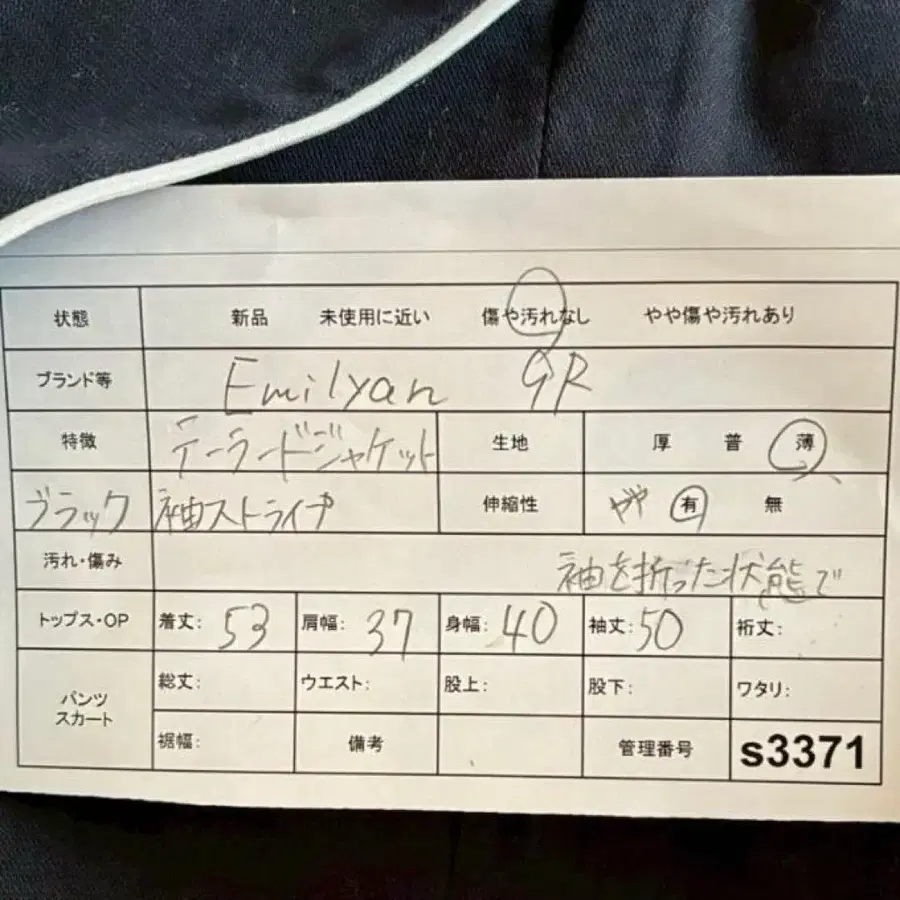 状態 新品 未使用に近い 傷や汚れなし やや傷や汚れあり
ブランド等 Emilyan GR
特徴 テーラードジャケット 生地 厚 普 薄
ブラック 袖ストライプ 伸縮性 やや 有 無
汚れ・傷み 袖を折った状態で
トップス・OP 着丈: 53 肩幅: 37 身幅: 40 袖丈: 50 裄丈:
パンツ スカート 総丈: ウエスト: 股上: 股下: ワタリ:
裾幅: 備考 管理番号 s3371